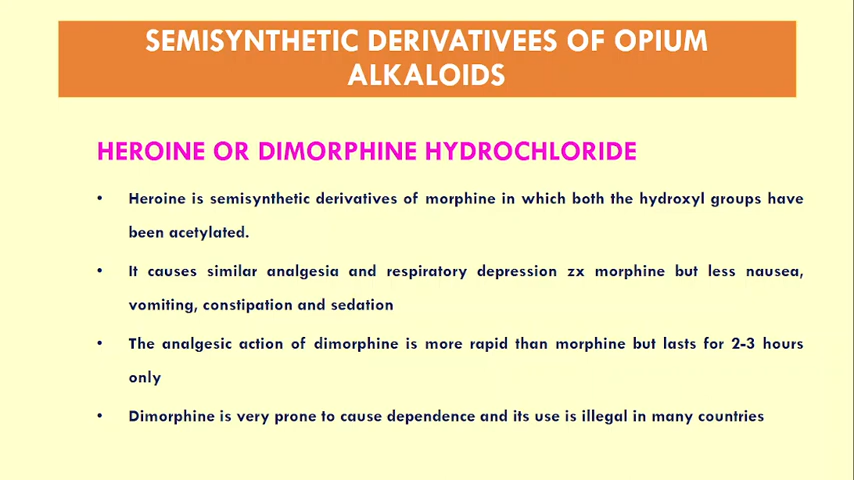 SEMISYNTHETIC DERIVATIVEES OF OPIUM
ALKALOIDS
HEROINE OR DIMORPHINE HYDROCHLORIDE
• Heroine is semisynthetic derivatives of morphine in which both the hydroxyl groups have
been acetylated.
• It causes similar analgesia and respiratory depression zx morphine but less nausea,
vomiting, constipation and sedation
• The analgesic action of dimorphine is more rapid than morphine but lasts for 2-3 hours
only
• Dimorphine is very prone to cause dependence and its use is illegal in many countries